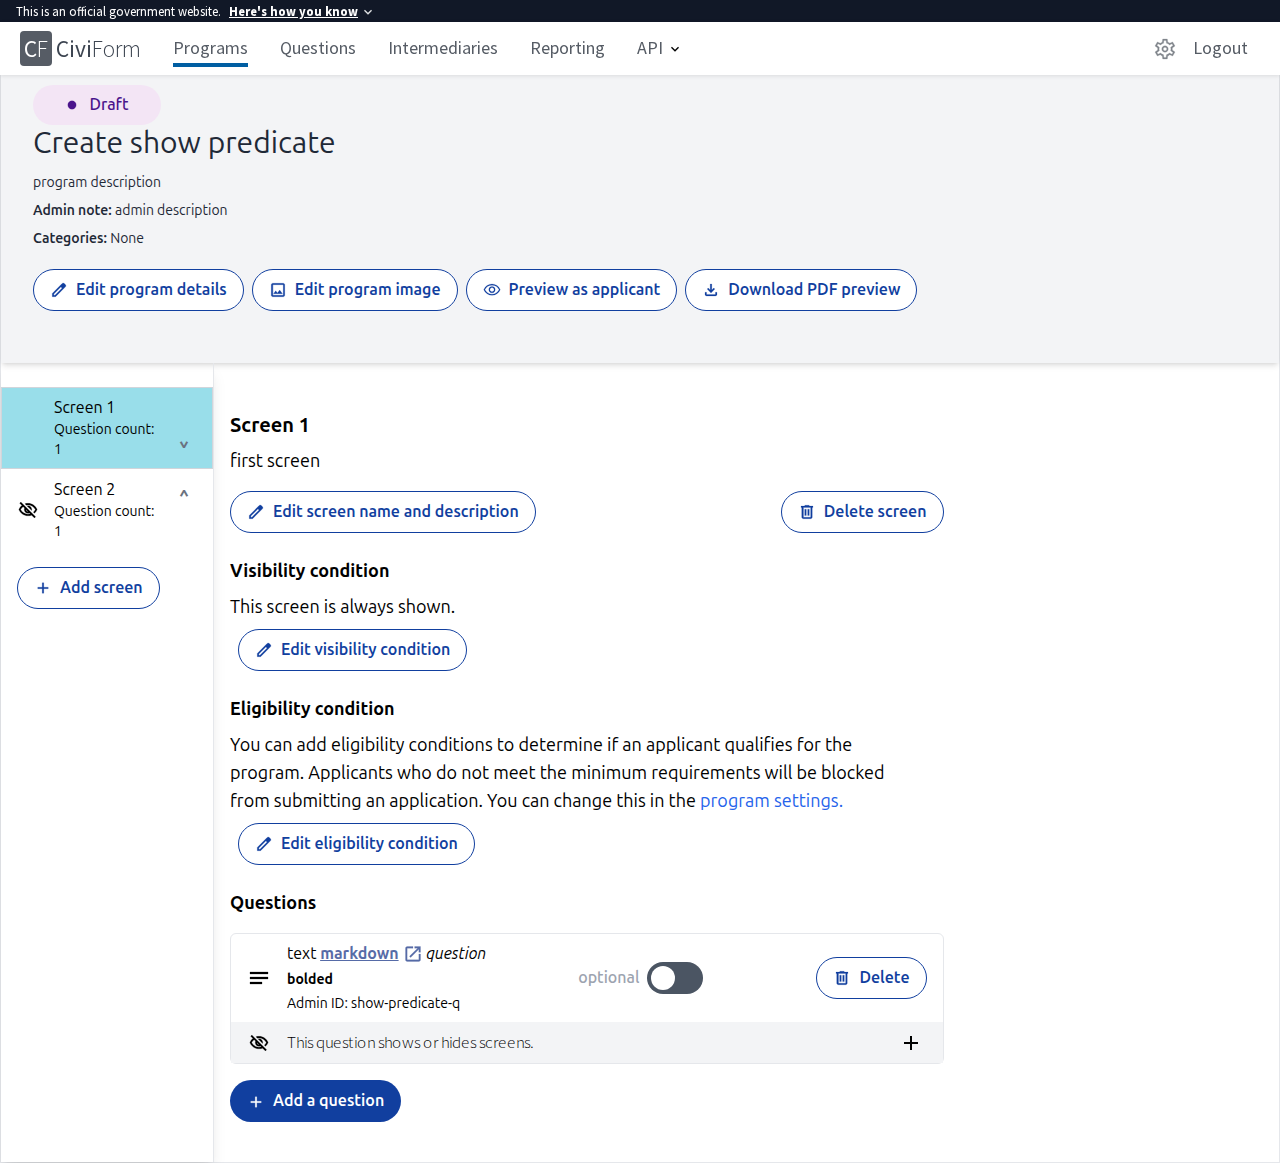 This is an official government website. Here's how you know
CF CiviForm Programs Questions Intermediaries Reporting API Logout
Draft
Create show predicate
program description
Admin note: admin description
Categories: None
Edit program details Edit program image Preview as applicant Download PDF preview
Screen 1
Question count:
1
Screen 2
Question count:
1
Add screen
Screen 1
first screen
Edit screen name and description Delete screen
Visibility condition
This screen is always shown.
Edit visibility condition
Eligibility condition
You can add eligibility conditions to determine if an applicant qualifies for the
program. Applicants who do not meet the minimum requirements will be blocked
from submitting an application. You can change this in the program settings.
Edit eligibility condition
Questions
text markdown question
bolded
Admin ID: show-predicate-q
optional
Delete
This question shows or hides screens.
Add a question